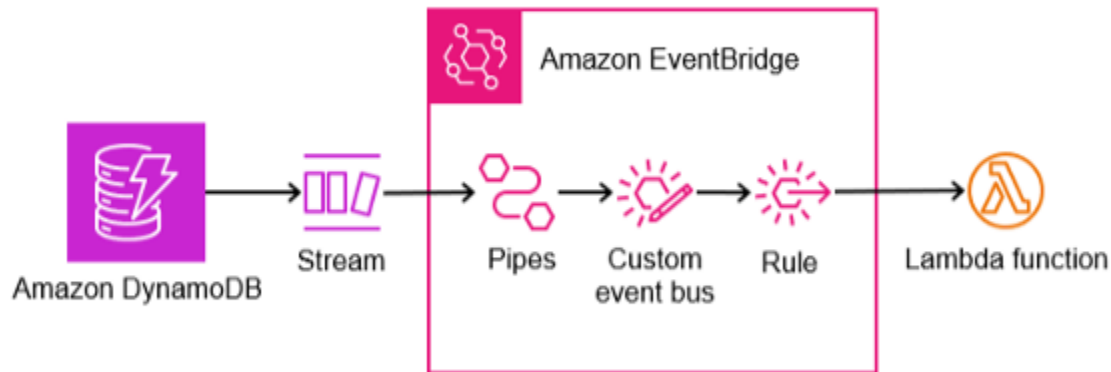 Amazon EventBridge
Amazon DynamoDB
Stream
Pipes
Custom
event bus
Rule
Lambda function